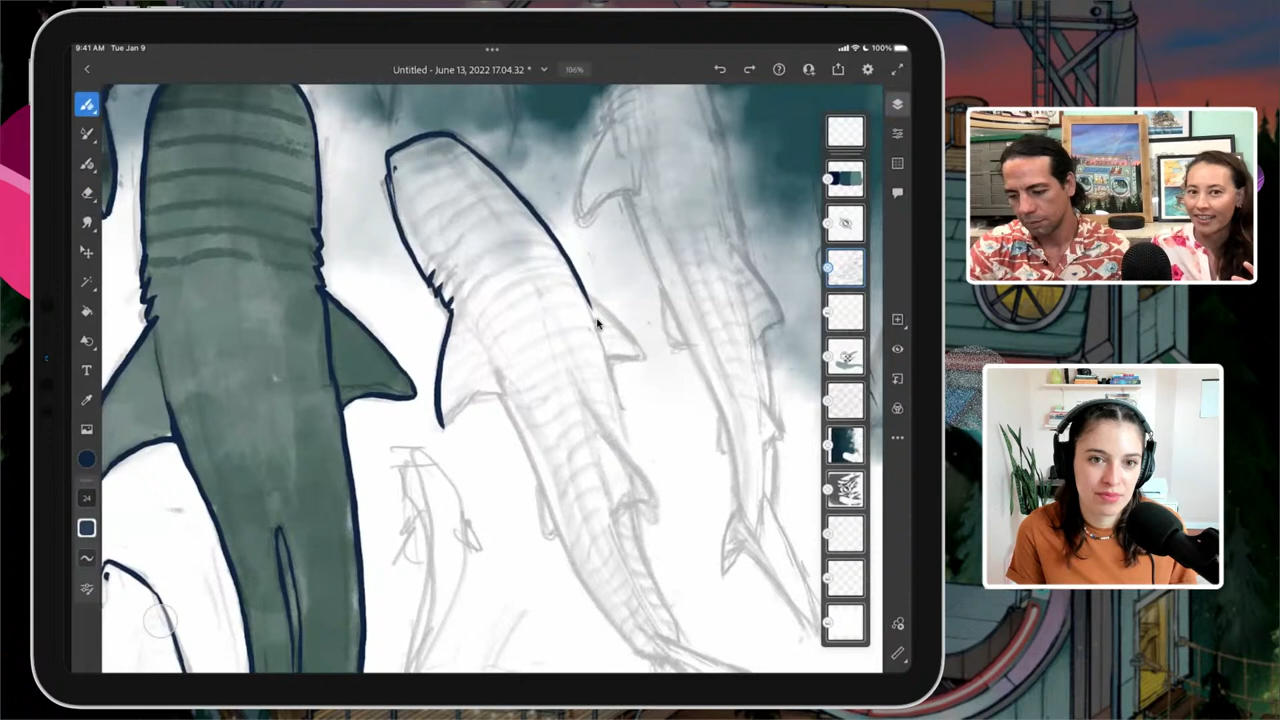 9:41 AM Tue Jan 9
100%
Untitled - June 13, 2022 17.04.32 *
106%
T
24